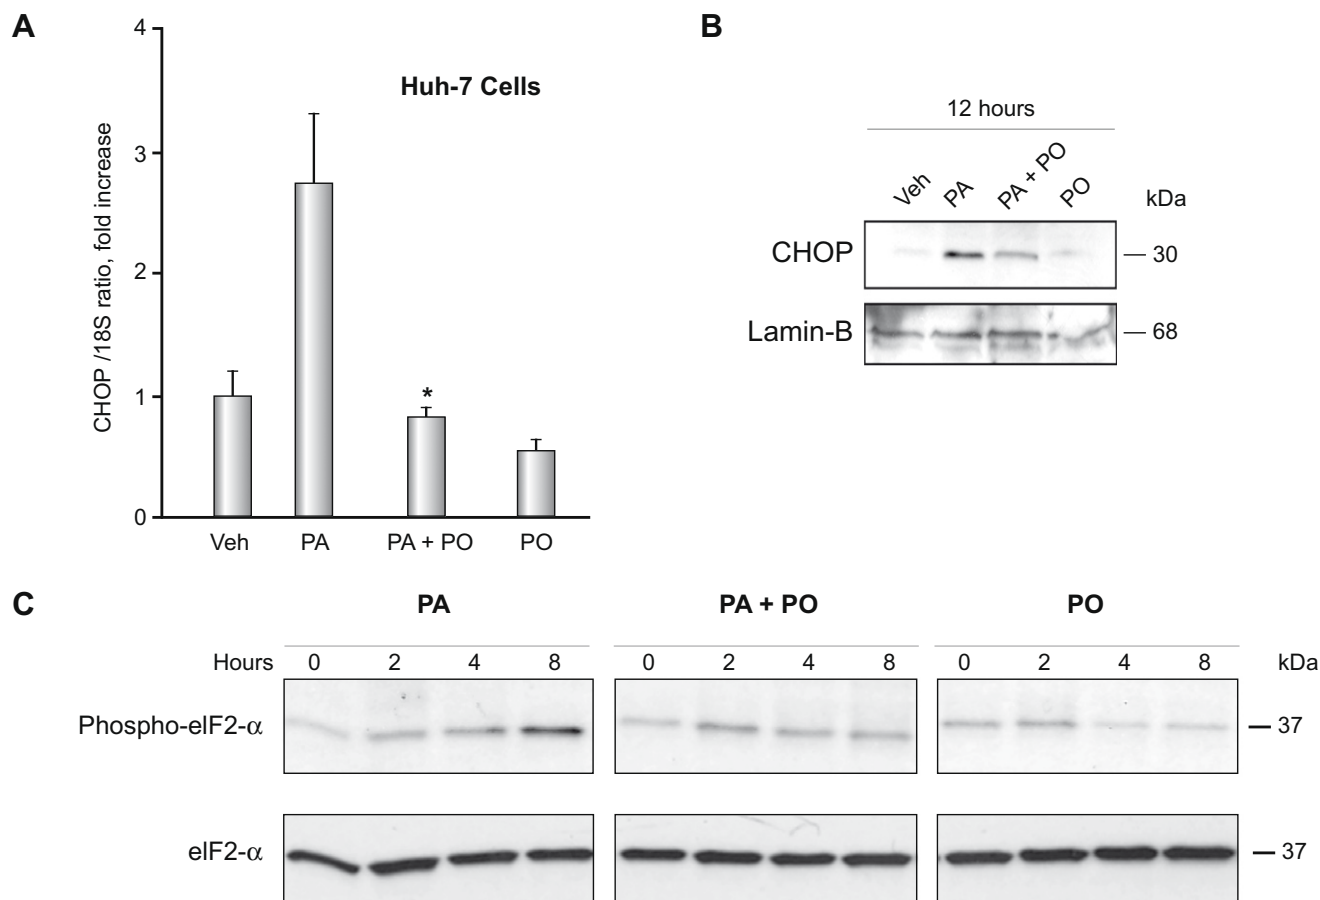 A
4
3
2
1
0
CHOP /18S ratio, fold increase
Huh-7 Cells
*
Veh PA PA + PO PO
B
12 hours
Veh PA PA + PO PO kDa
CHOP — 30
Lamin-B — 68
C
PA PA + PO PO
Hours 0 2 4 8 0 2 4 8 0 2 4 8 kDa
Phospho-eIF2-α — 37
eIF2-α — 37